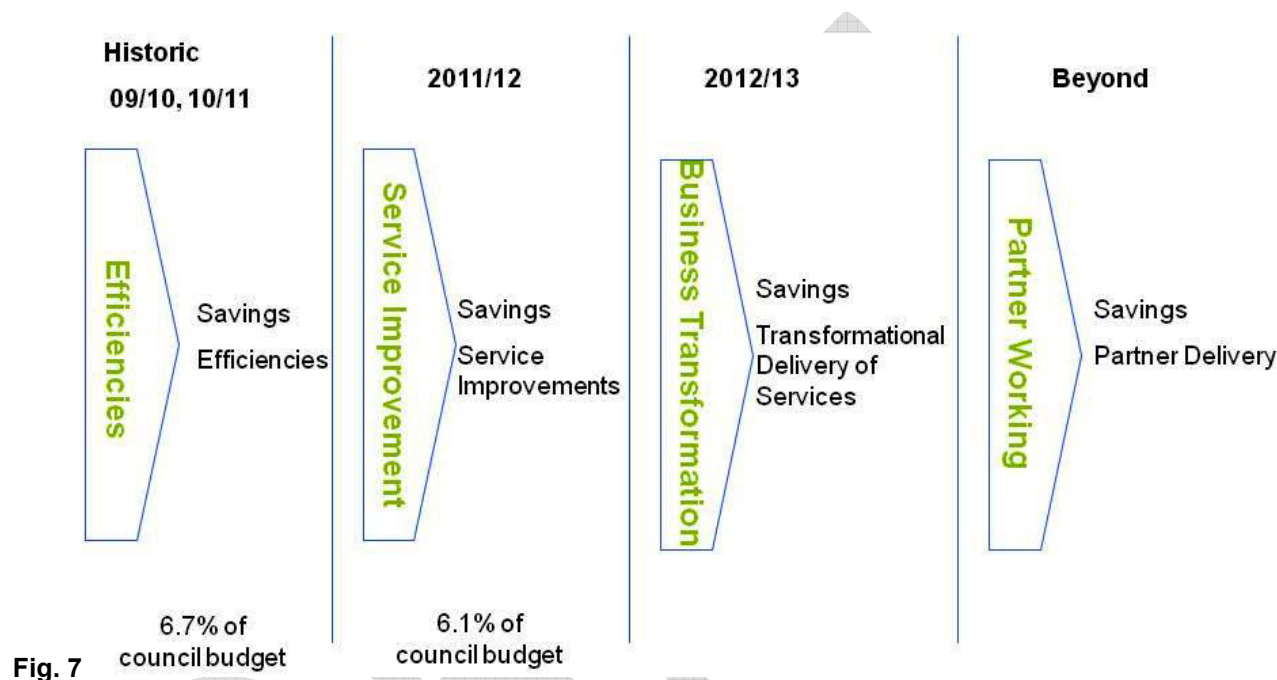 Historic
09/10, 10/11
2011/12
2012/13
Beyond
Efficiencies
Savings
Efficiencies
Service Improvement
Savings
Service
Improvements
Business Transformation
Savings
Transformational
Delivery of
Services
Partner Working
Savings
Partner Delivery
6.7% of
council budget
6.1% of
council budget
Fig. 7